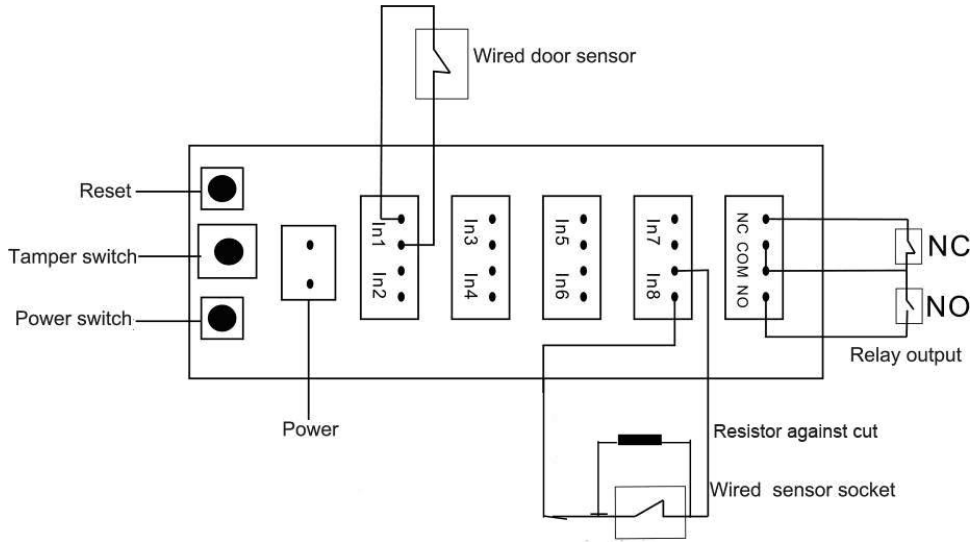 Wired door sensor
Reset
Tamper switch
Power switch
In1
In2
In3
In4
In5
In6
In7
In8
NC COM NO
NC
NO
Relay output
Power
Resistor against cut
Wired sensor socket